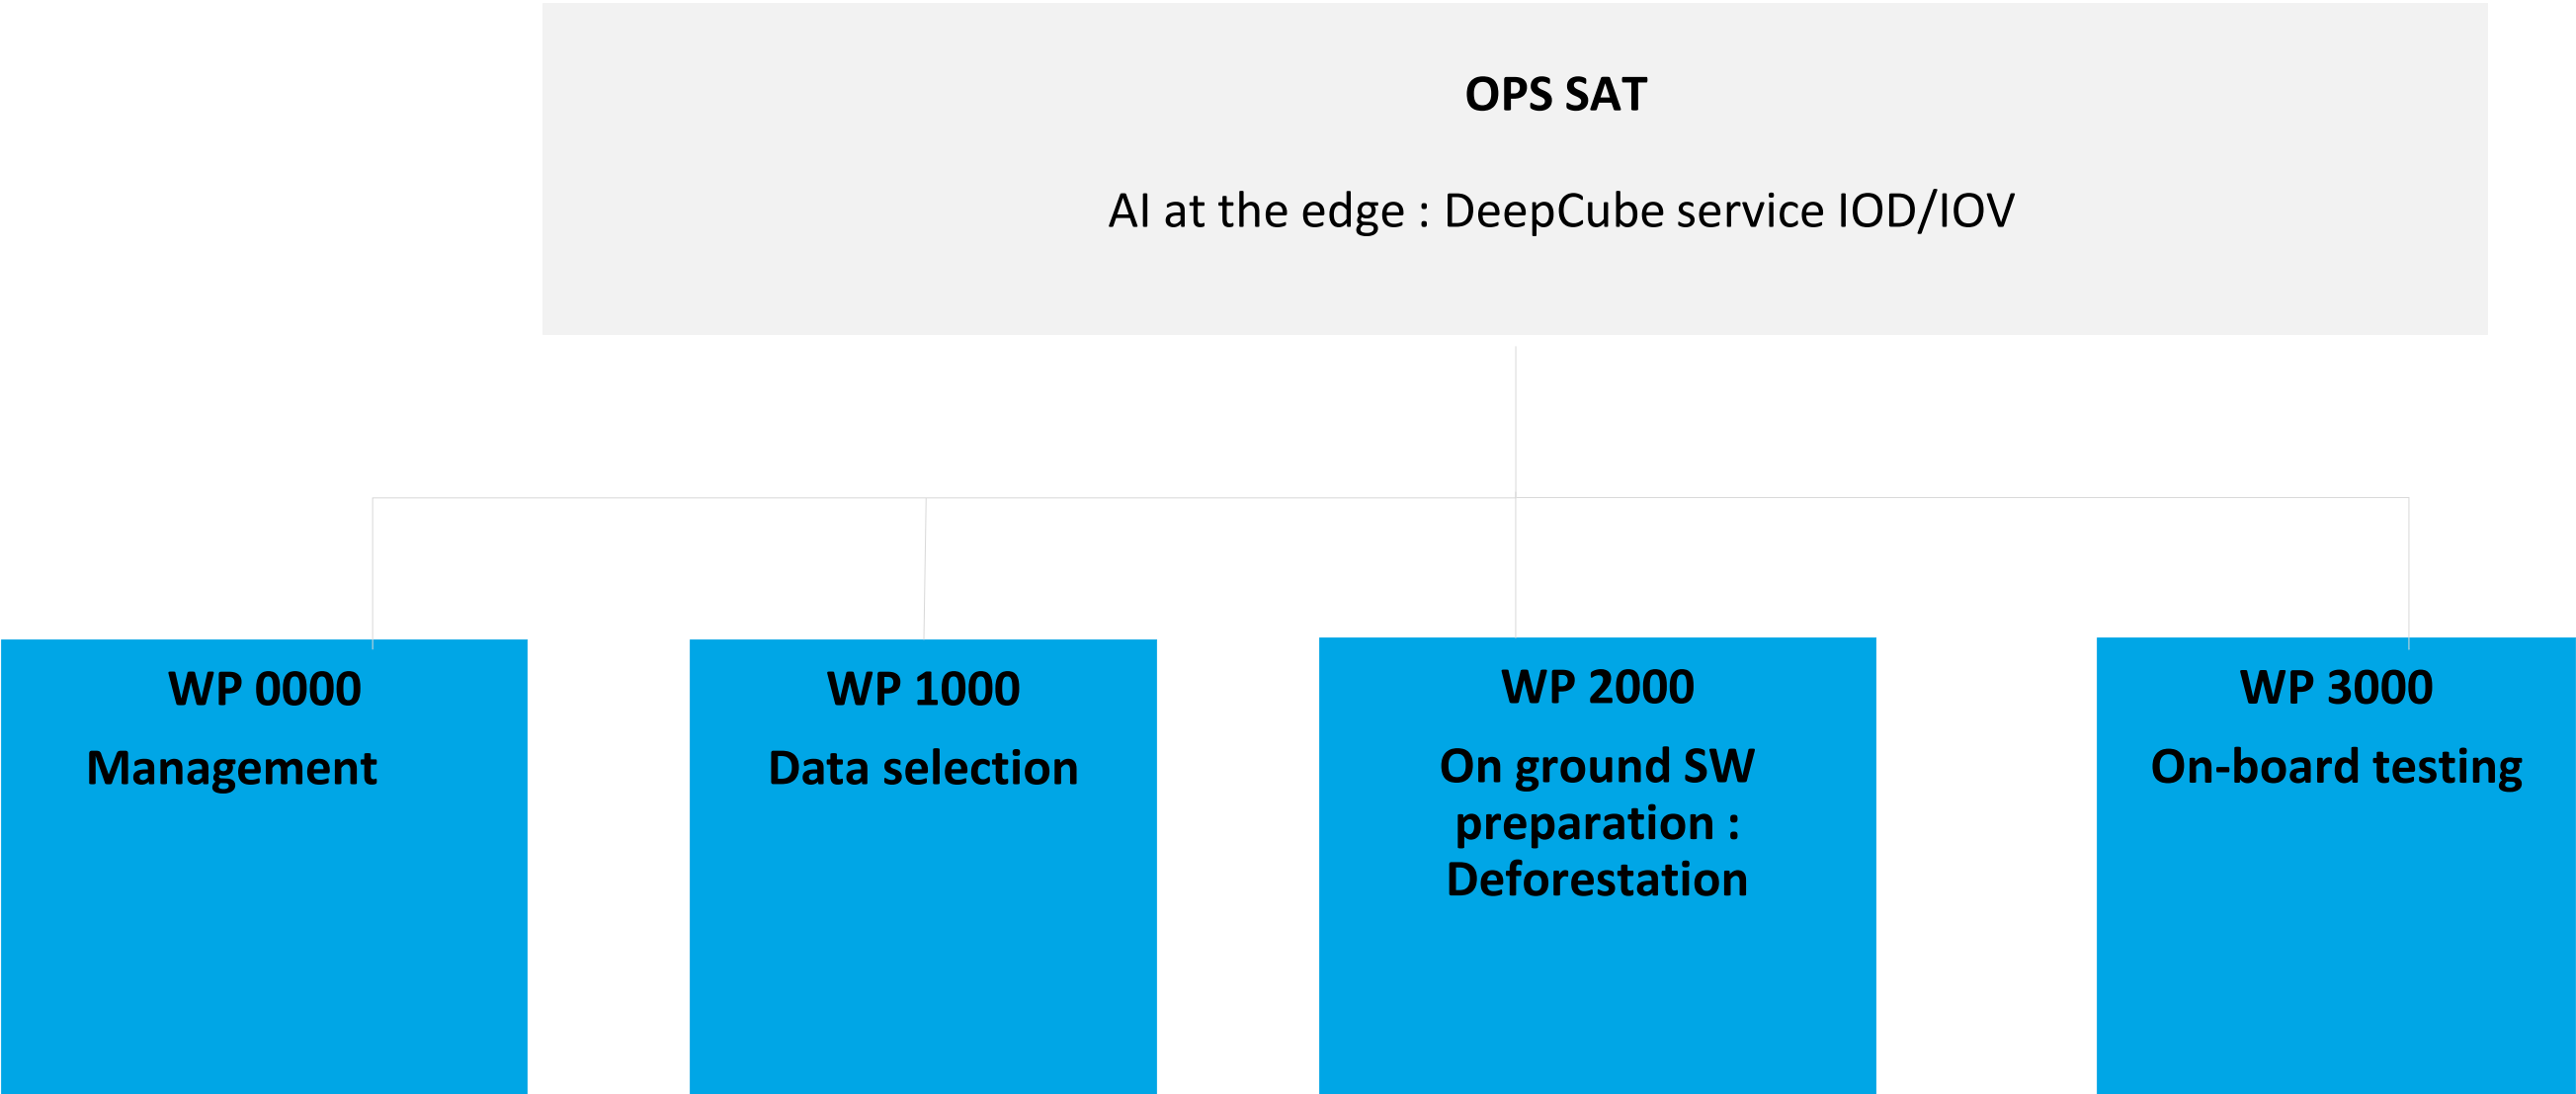 OPS SAT
AI at the edge : DeepCube service IOD/IOV
WP 0000
Management
WP 1000
Data selection
WP 2000
On ground SW
preparation :
Deforestation
WP 3000
On-board testing